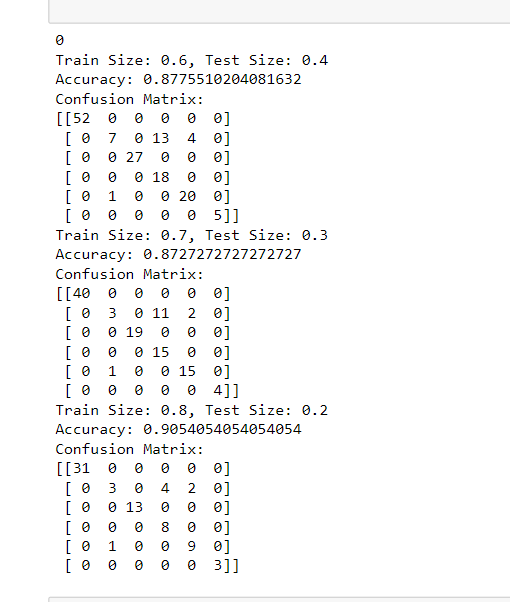 0
Train Size: 0.6, Test Size: 0.4
Accuracy: 0.8775510204081632
Confusion Matrix:
[[52  0  0  0  0  0]
 [ 0  7  0 13  4  0]
 [ 0  0 27  0  0  0]
 [ 0  0  0 18  0  0]
 [ 0  1  0  0 20  0]
 [ 0  0  0  0  0  5]]
Train Size: 0.7, Test Size: 0.3
Accuracy: 0.8727272727272727
Confusion Matrix:
[[40  0  0  0  0  0]
 [ 0  3  0 11  2  0]
 [ 0  0 19  0  0  0]
 [ 0  0  0 15  0  0]
 [ 0  1  0  0 15  0]
 [ 0  0  0  0  0  4]]
Train Size: 0.8, Test Size: 0.2
Accuracy: 0.9054054054054054
Confusion Matrix:
[[31  0  0  0  0  0]
 [ 0  3  0  4  2  0]
 [ 0  0 13  0  0  0]
 [ 0  0  0  8  0  0]
 [ 0  1  0  0  9  0]
 [ 0  0  0  0  0  3]]